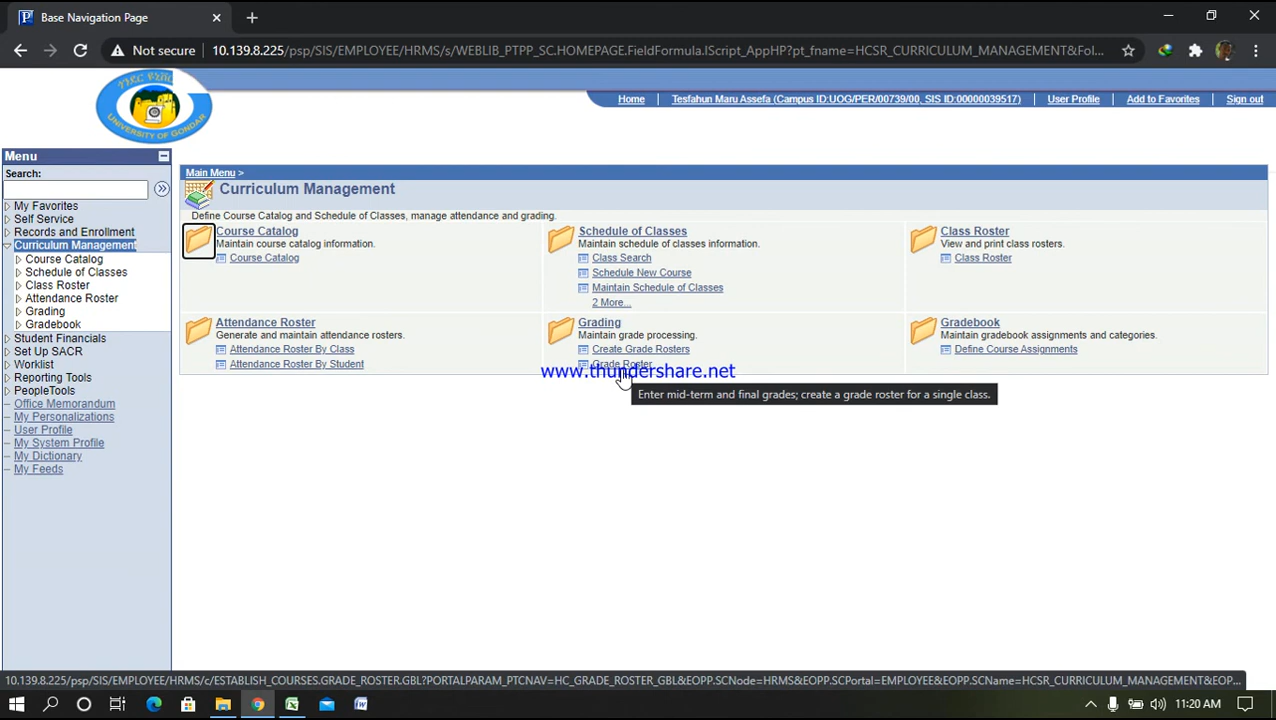 Base Navigation Page
Not secure
10.139.8.225/psp/SIS/EMPLOYEE/HRMS/s/WEBLIB_PTPP_SC.HOMEPAGE.FieldFormula.IScript_AppHP?pt_fname=HCSR_CURRICULUM_MANAGEMENT&Fol...
UNIVERSITY OF GONDAR
Home
Tesfahun Maru Assefa (Campus ID:UOG/PER/00739/00, SIS ID:00000039517)
User Profile
Add to Favorites
Sign out
Menu
Search:
My Favorites
Self Service
Records and Enrollment
Curriculum Management
Course Catalog
Schedule of Classes
Class Roster
Attendance Roster
Grading
Gradebook
Student Financials
Set Up SACR
Worklist
Reporting Tools
PeopleTools
Office Memorandum
My Personalizations
User Profile
My System Profile
My Dictionary
My Feeds
Main Menu >
Curriculum Management
Define Course Catalog and Schedule of Classes, manage attendance and grading.
Course Catalog
Maintain course catalog information.
Course Catalog
Schedule of Classes
Maintain schedule of classes information.
Class Search
Schedule New Course
Maintain Schedule of Classes
2 More...
Class Roster
View and print class rosters.
Class Roster
Attendance Roster
Generate and maintain attendance rosters.
Attendance Roster By Class
Attendance Roster By Student
Grading
Maintain grade processing.
Create Grade Rosters
Grade Roster
Gradebook
Maintain gradebook assignments and categories.
Define Course Assignments
www.thundershare.net
Enter mid-term and final grades; create a grade roster for a single class.
10.139.8.225/psp/SIS/EMPLOYEE/HRMS/c/ESTABLISH_COURSES.GRADE_ROSTER.GBL?PORTALPARAM_PTCNAV=HC_GRADE_ROSTER_GBL&EOPP.SCNode=HRMS&EOPP.SCPortal=EMPLOYEE&EOPP.SCName=HCSR_CURRICULUM_MANAGEMENT&EOP...
11:20 AM